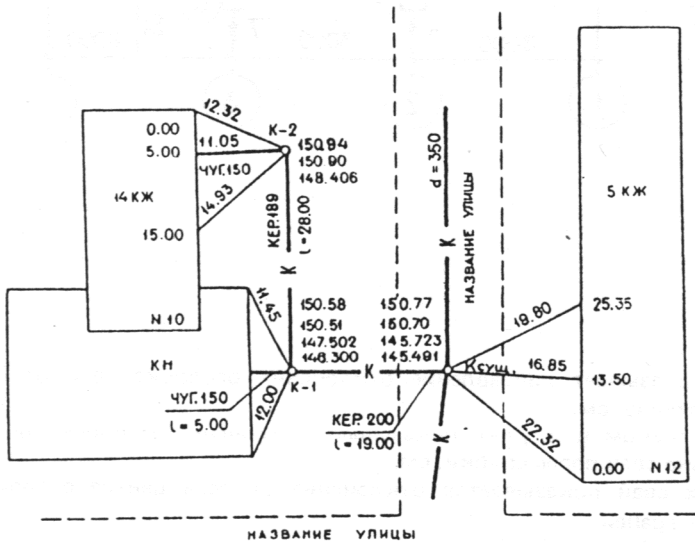 12.32
0.00
5.00
11.05
К-2
150.94
150.90
148.406
ЧУГ.150
14 КЖ
14.93
15.00
N 10
КЕР.189
l = 28.00
К
d = 350
К
НАЗВАНИЕ УЛИЦЫ
5 КЖ
11.45
КН
150.58
150.51
147.502
148.300
150.77
150.70
145.723
145.491
К-1
К
ЧУГ.150
l = 5.00
12.00
КЕР. 200
l = 19.00
К
Ксущ.
19.80
16.85
22.32
25.35
13.50
0.00
N 12
НАЗВАНИЕ УЛИЦЫ